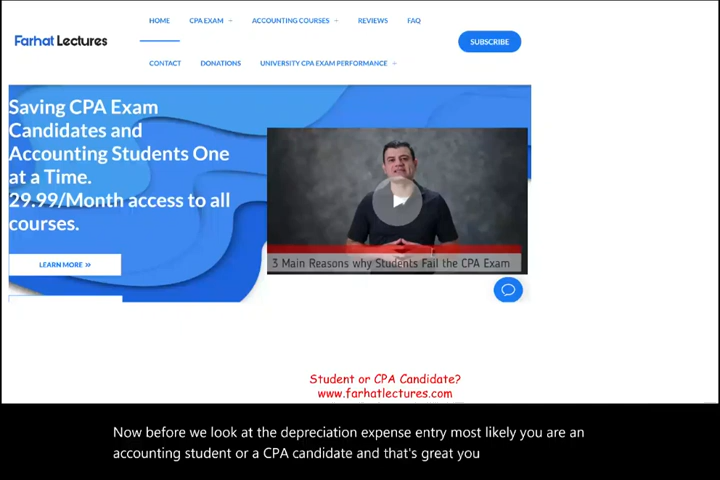 HOME
CPA EXAM
ACCOUNTING COURSES
REVIEWS
FAQ
Farhat Lectures
SUBSCRIBE
CONTACT
DONATIONS
UNIVERSITY CPA EXAM PERFORMANCE
Saving CPA Exam
Candidates and
Accounting Students One
at a Time.
29.99/Month access to all
courses.
LEARN MORE »
3 Main Reasons why Students Fail the CPA Exam
Student or CPA Candidate?
www.farhatlectures.com
Now before we look at the depreciation expense entry most likely you are an
accounting student or a CPA candidate and that's great you